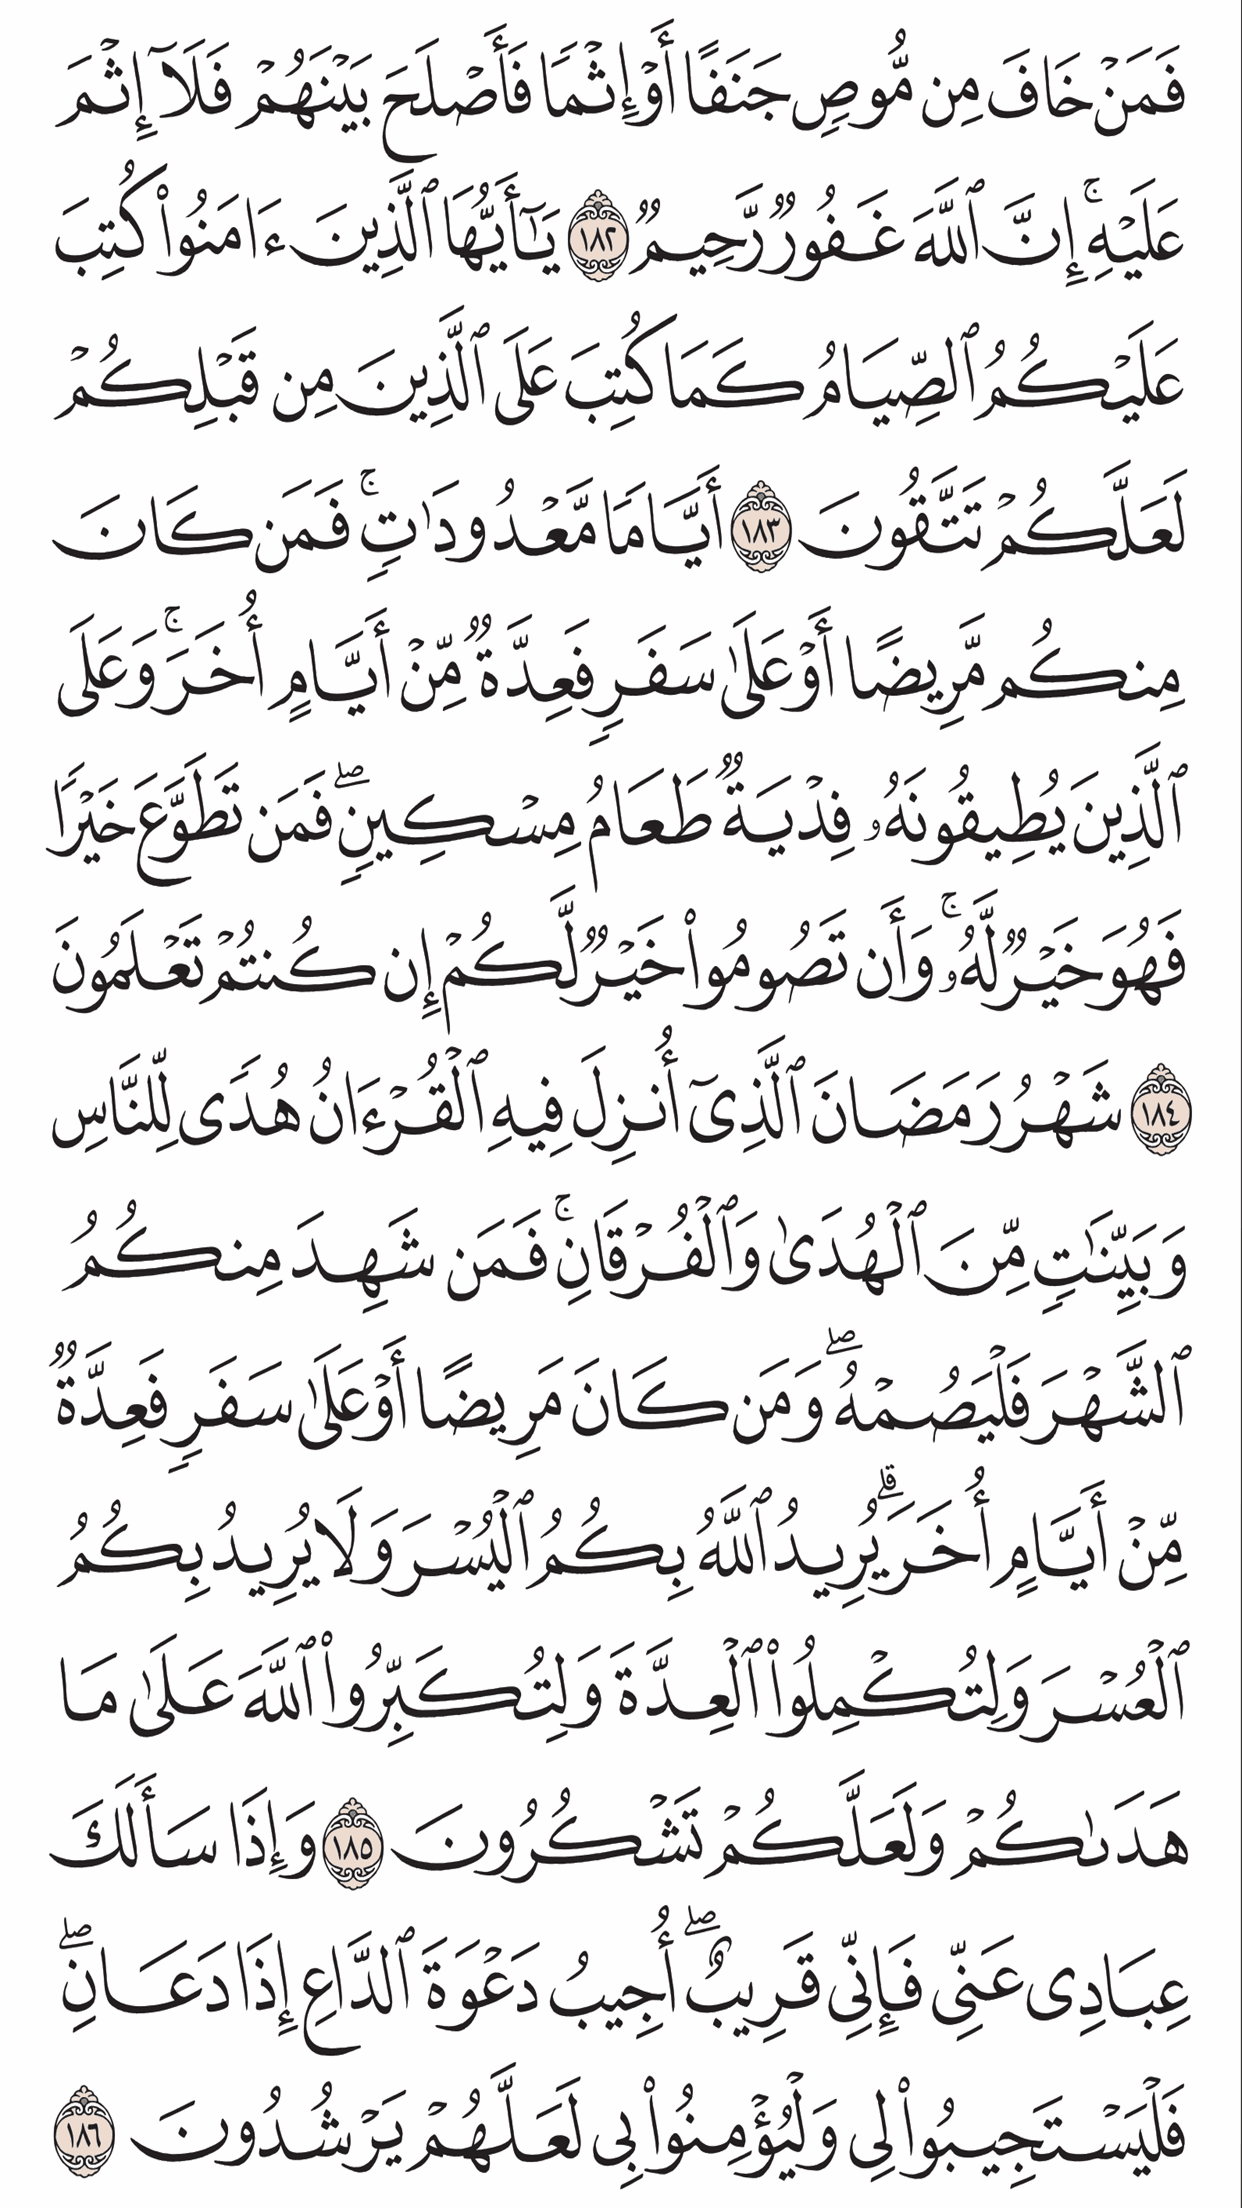 فَمَنْ خَافَ مِن مُّوصٍ جَنَفًا أَوْ إِثْمًا فَأَصْلَحَ بَيْنَهُمْ فَلَآ إِثْمَ
عَلَيْهِ ۚ إِنَّ ٱللَّهَ غَفُورٌ رَّحِيمٌ ١٨٢ يَـٰٓأَيُّهَا ٱلَّذِينَ ءَامَنُوا۟ كُتِبَ
عَلَيْكُمُ ٱلصِّيَامُ كَمَا كُتِبَ عَلَى ٱلَّذِينَ مِن قَبْلِكُمْ
لَعَلَّكُمْ تَتَّقُونَ ١٨٣ أَيَّامًا مَّعْدُودَٰتٍ ۚ فَمَن كَانَ
مِنكُم مَّرِيضًا أَوْ عَلَىٰ سَفَرٍ فَعِدَّةٌ مِّنْ أَيَّامٍ أُخَرَ ۚ وَعَلَى
ٱلَّذِينَ يُطِيقُونَهُۥ فِدْيَةٌ طَعَامُ مِسْكِينٍ ۖ فَمَن تَطَوَّعَ خَيْرًا
فَهُوَ خَيْرٌ لَّهُۥ ۚ وَأَن تَصُومُوا۟ خَيْرٌ لَّكُمْ إِن كُنتُمْ تَعْلَمُونَ
١٨٤ شَهْرُ رَمَضَانَ ٱلَّذِىٓ أُنزِلَ فِيهِ ٱلْقُرْءَانُ هُدًى لِّلنَّاسِ
وَبَيِّنَـٰتٍ مِّنَ ٱلْهُدَىٰ وَٱلْفُرْقَانِ ۚ فَمَن شَهِدَ مِنكُمُ
ٱلشَّهْرَ فَلْيَصُمْهُ ۖ وَمَن كَانَ مَرِيضًا أَوْ عَلَىٰ سَفَرٍ فَعِدَّةٌ
مِّنْ أَيَّامٍ أُخَرَ ۗ يُرِيدُ ٱللَّهُ بِكُمُ ٱلْيُسْرَ وَلَا يُرِيدُ بِكُمُ
ٱلْعُسْرَ وَلِتُكْمِلُوا۟ ٱلْعِدَّةَ وَلِتُكَبِّرُوا۟ ٱللَّهَ عَلَىٰ مَا
هَدَىٰكُمْ وَلَعَلَّكُمْ تَشْكُرُونَ ١٨٥ وَإِذَا سَأَلَكَ
عِبَادِى عَنِّى فَإِنِّى قَرِيبٌ ۖ أُجِيبُ دَعْوَةَ ٱلدَّاعِ إِذَا دَعَانِ ۖ
فَلْيَسْتَجِيبُوا۟ لِى وَلْيُؤْمِنُوا۟ بِى لَعَلَّهُمْ يَرْشُدُونَ ١٨٦